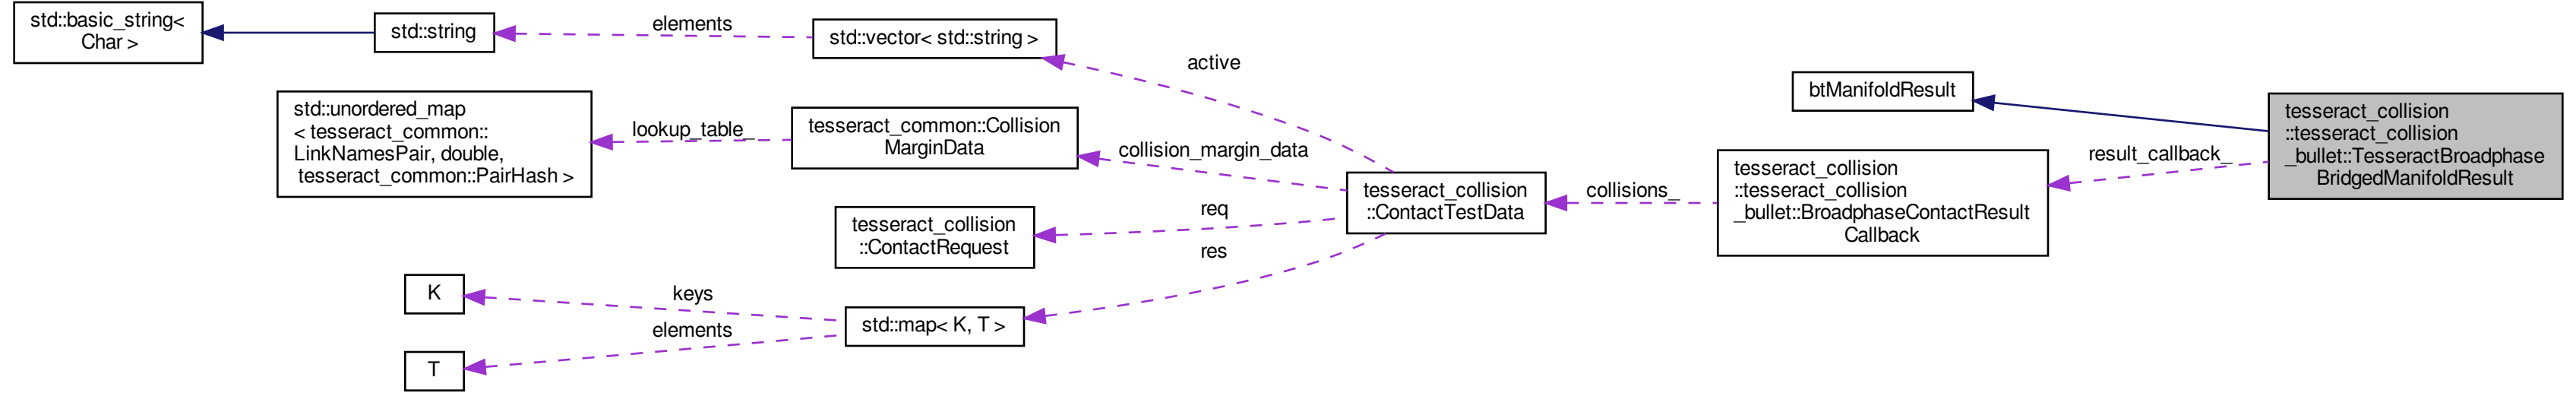 std::basic_string<
Char >
std::string
elements
std::vector< std::string >
active
std::unordered_map
< tesseract_common::
LinkNamesPair, double,
tesseract_common::PairHash >
lookup_table_
tesseract_common::Collision
MarginData
collision_margin_data
tesseract_collision
::ContactRequest
req
res
K
keys
elements
T
std::map< K, T >
tesseract_collision
::ContactTestData
collisions_
btManifoldResult
tesseract_collision
::tesseract_collision
_bullet::BroadphaseContactResult
Callback
result_callback_
tesseract_collision
::tesseract_collision
_bullet::TesseractBroadphase
BridgedManifoldResult